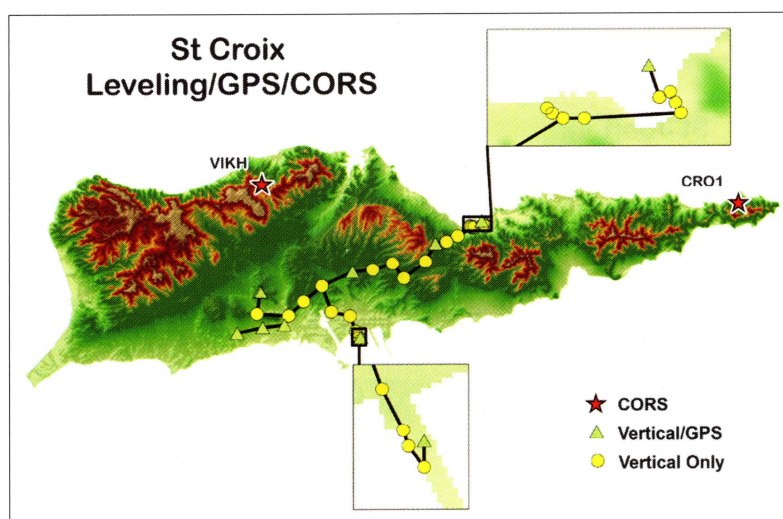 St Croix
Leveling/GPS/CORS
VIKH
CRO1
CORS
Vertical/GPS
Vertical Only